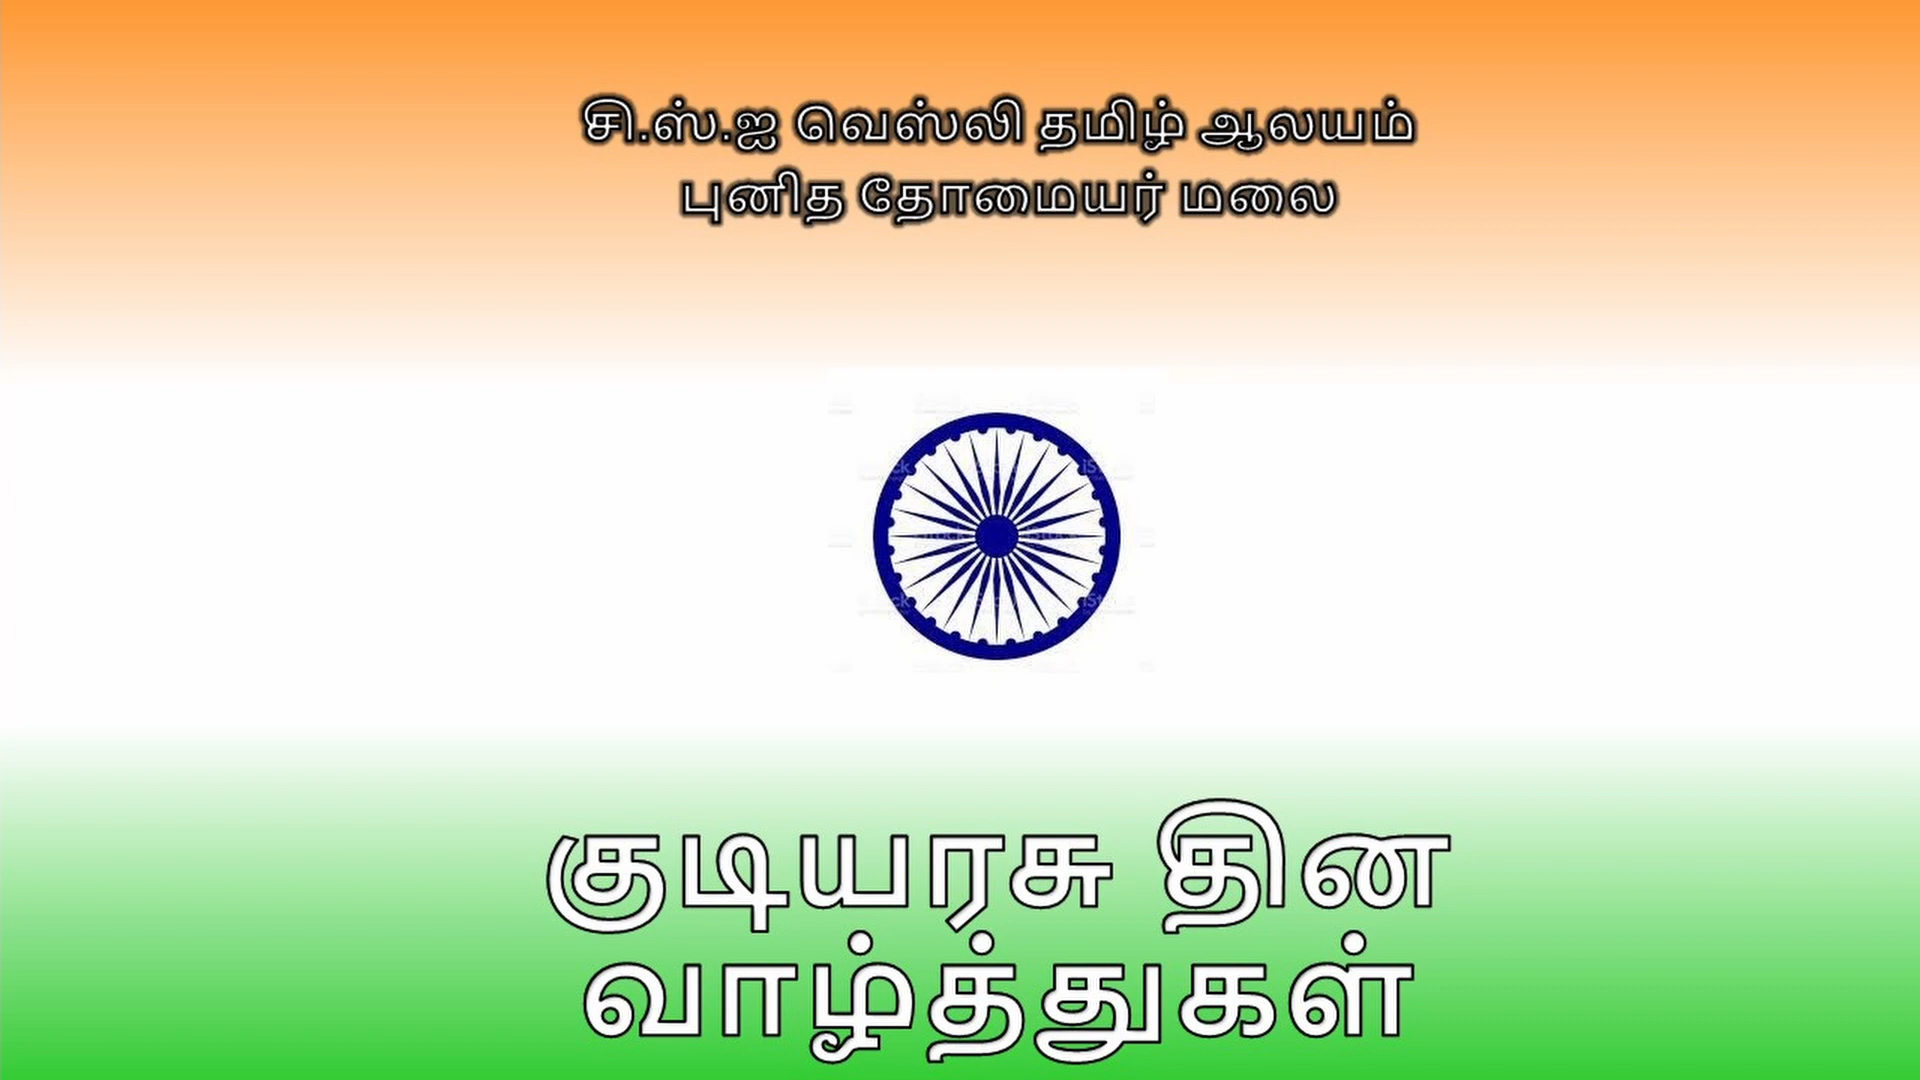 சி.ஸ்.ஐ வெஸ்லி தமிழ் ஆலயம்
புனித தோமையர் மலை
குடியரசு தின
வாழ்த்துகள்